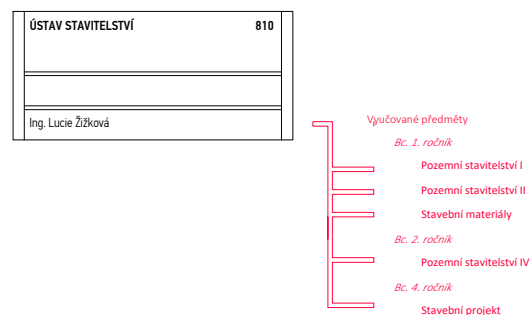 ÚSTAV STAVITELSTVÍ 810
Ing. Lucie Žižková
Vyučované předměty
Bc. 1. ročník
Pozemní stavitelství I
Pozemní stavitelství II
Stavební materiály
Bc. 2. ročník
Pozemní stavitelství IV
Bc. 4. ročník
Stavební projekt